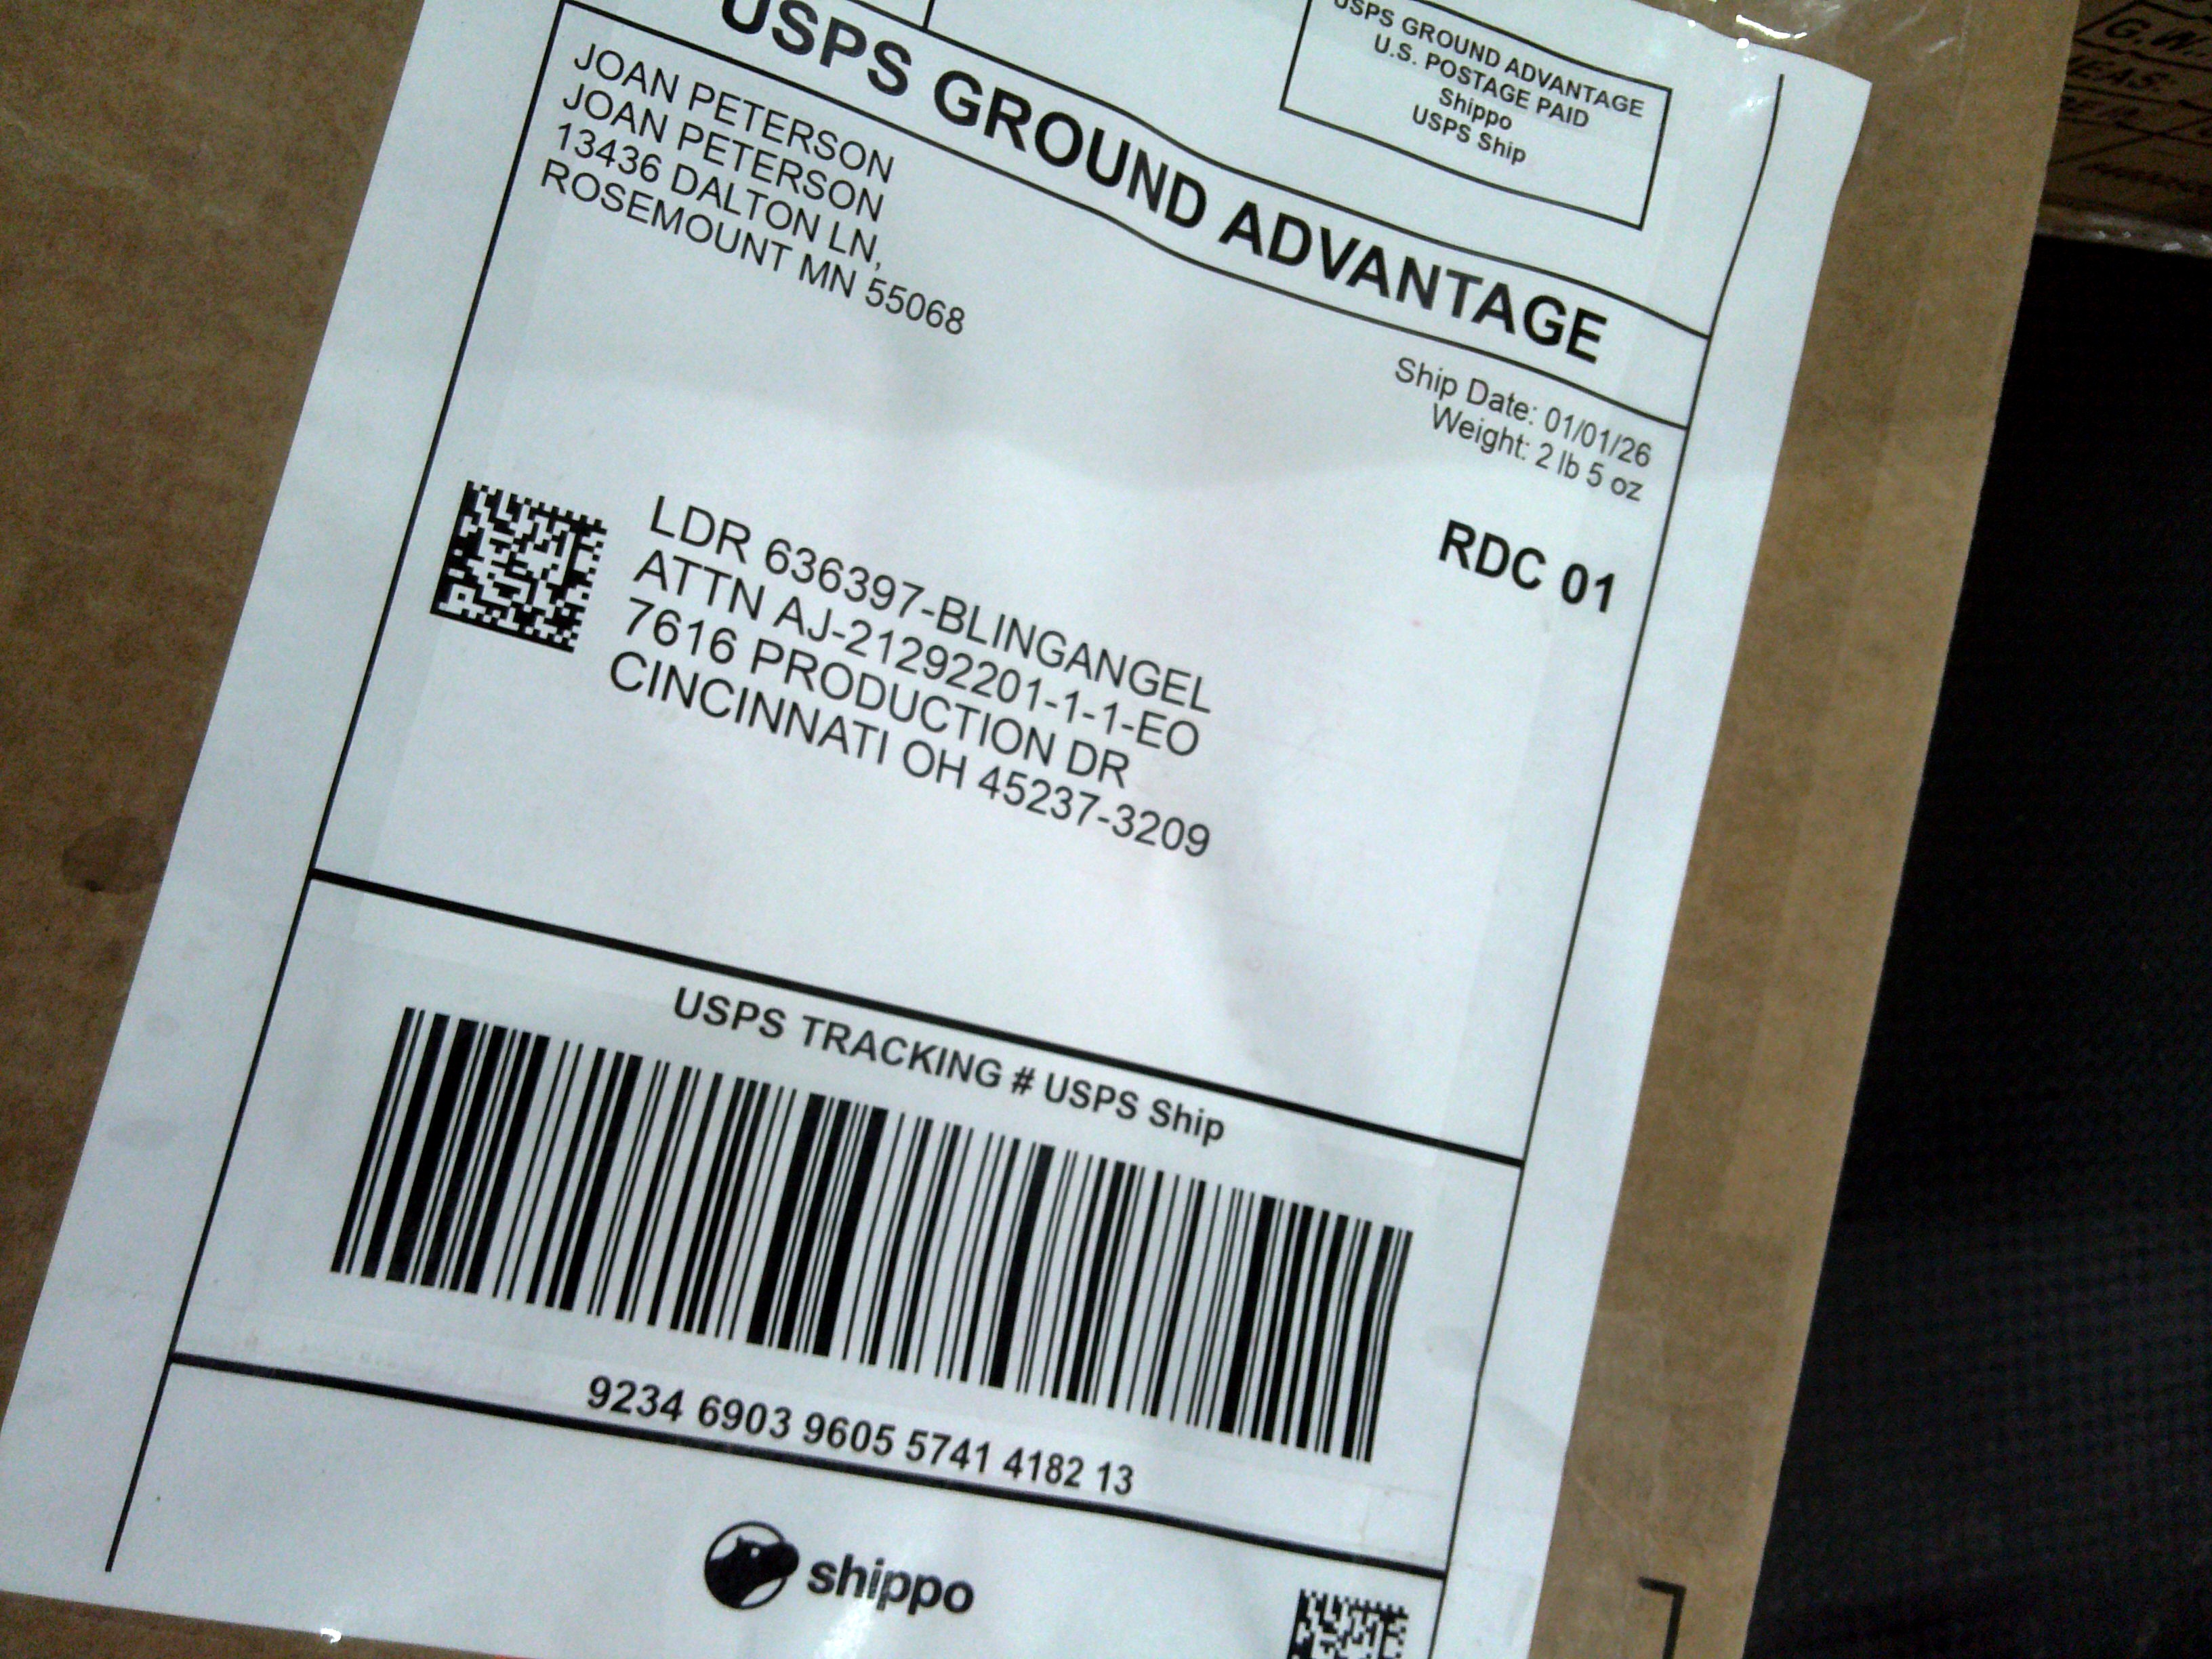 USPS GROUND ADVANTAGE
U.S. POSTAGE PAID
Shippo
USPS Ship
USPS GROUND ADVANTAGE
JOAN PETERSON
JOAN PETERSON
13436 DALTON LN,
ROSEMOUNT MN 55068
Ship Date: 01/01/26
Weight: 2 lb 5 oz
RDC 01
LDR 636397-BLINGANGEL
ATTN AJ-21292201-1-1-EO
7616 PRODUCTION DR
CINCINNATI OH 45237-3209
USPS TRACKING # USPS Ship
9234 6903 9605 5741 4182 13
shippo
G.W.
MEAS: